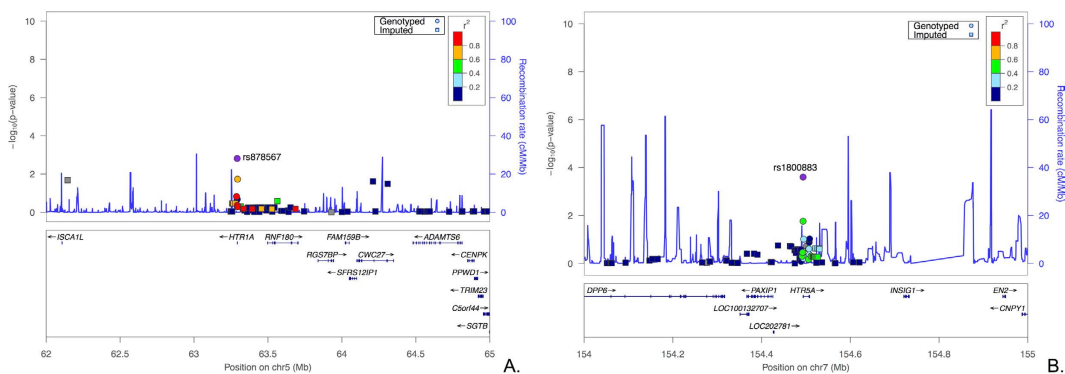 10
8
6
4
2
0
−log10(p-value)
100
80
60
40
20
0
Recombination rate (cM/Mb)
Genotyped
Imputed
r2
0.8
0.6
0.4
0.2
rs878567
←ISCA1L
←HTR1A
RNF180→
FAM159B→
←ADAMTS6
RGS7BP→
CWC27→
←CENPK
←SFRS12IP1
PPWD1→
←TRIM23
C5orf44→
←SGTB
62
62.5
63
63.5
64
64.5
65
Position on chr5 (Mb)
A.
10
8
6
4
2
0
−log10(p-value)
100
80
60
40
20
0
Recombination rate (cM/Mb)
Genotyped
Imputed
r2
0.8
0.6
0.4
0.2
rs1800883
DPP6→
←PAXIP1
HTR5A→
INSIG1→
EN2→
LOC100132707→
←CNPY1
LOC202781→
154
154.2
154.4
154.6
154.8
155
Position on chr7 (Mb)
B.